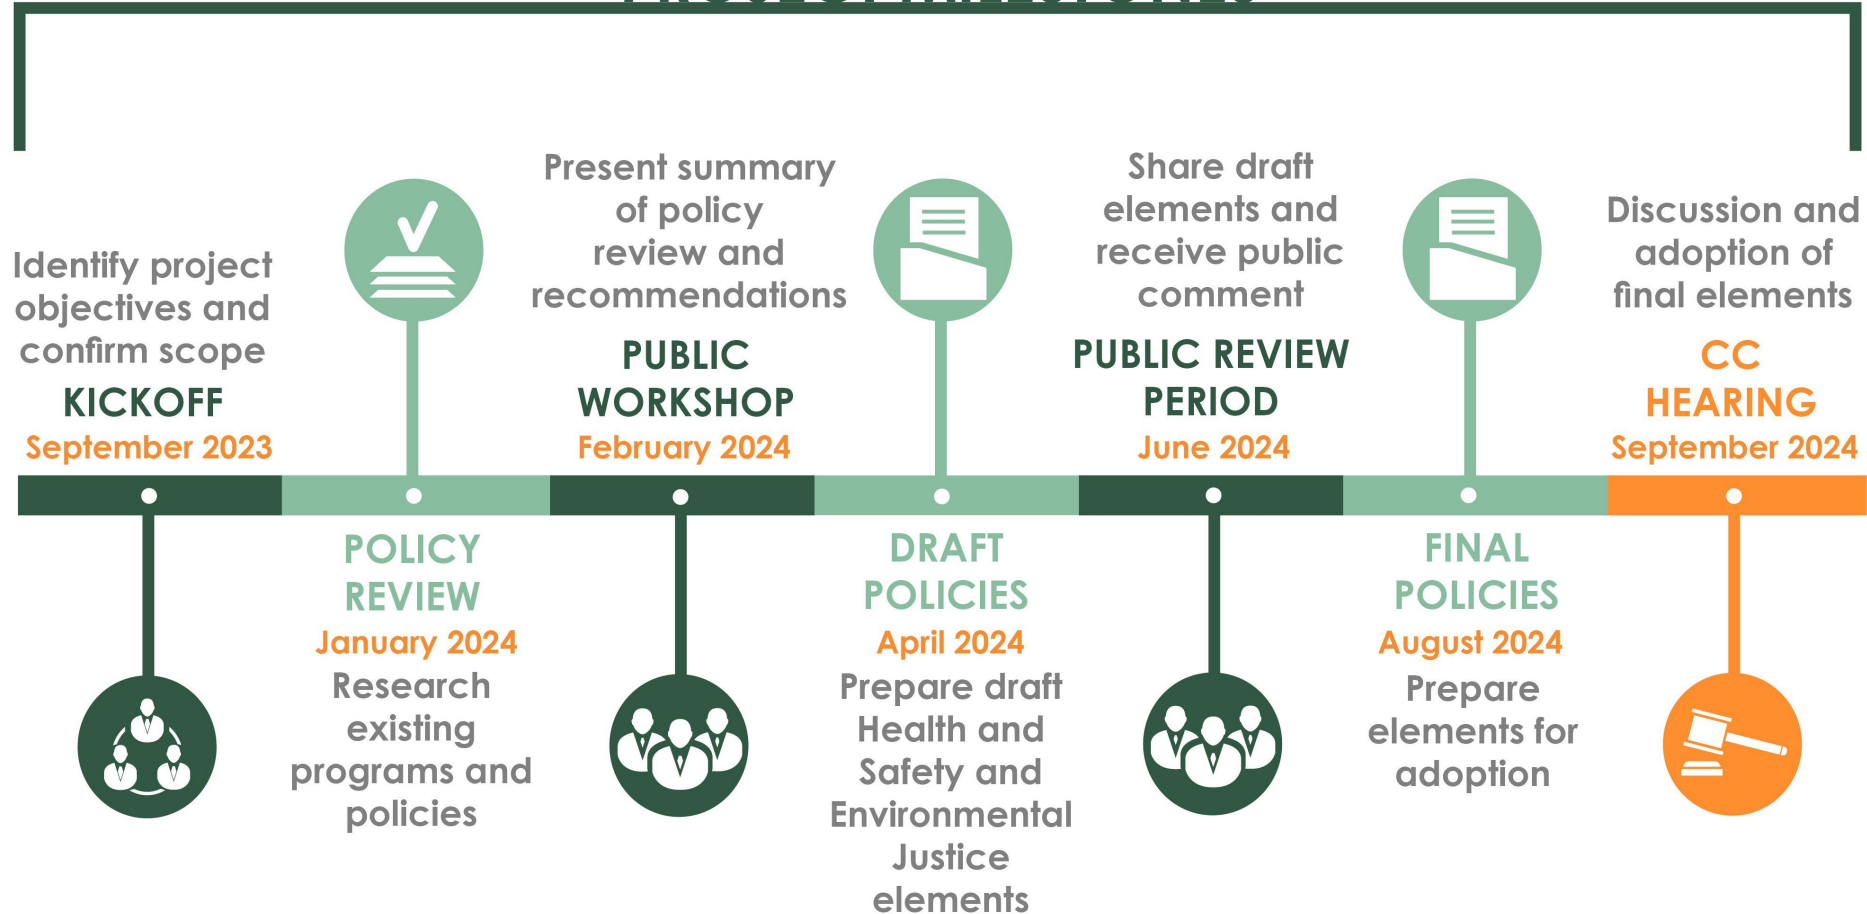 PROJECT MILESTONES
Identify project
objectives and
confirm scope
KICKOFF
September 2023
POLICY
REVIEW
January 2024
Research
existing
programs and
policies
Present summary
of policy
review and
recommendations
PUBLIC
WORKSHOP
February 2024
DRAFT
POLICIES
April 2024
Prepare draft
Health and
Safety and
Environmental
Justice
elements
Share draft
elements and
receive public
comment
PUBLIC REVIEW
PERIOD
June 2024
FINAL
POLICIES
August 2024
Prepare
elements for
adoption
Discussion and
adoption of
final elements
CC
HEARING
September 2024